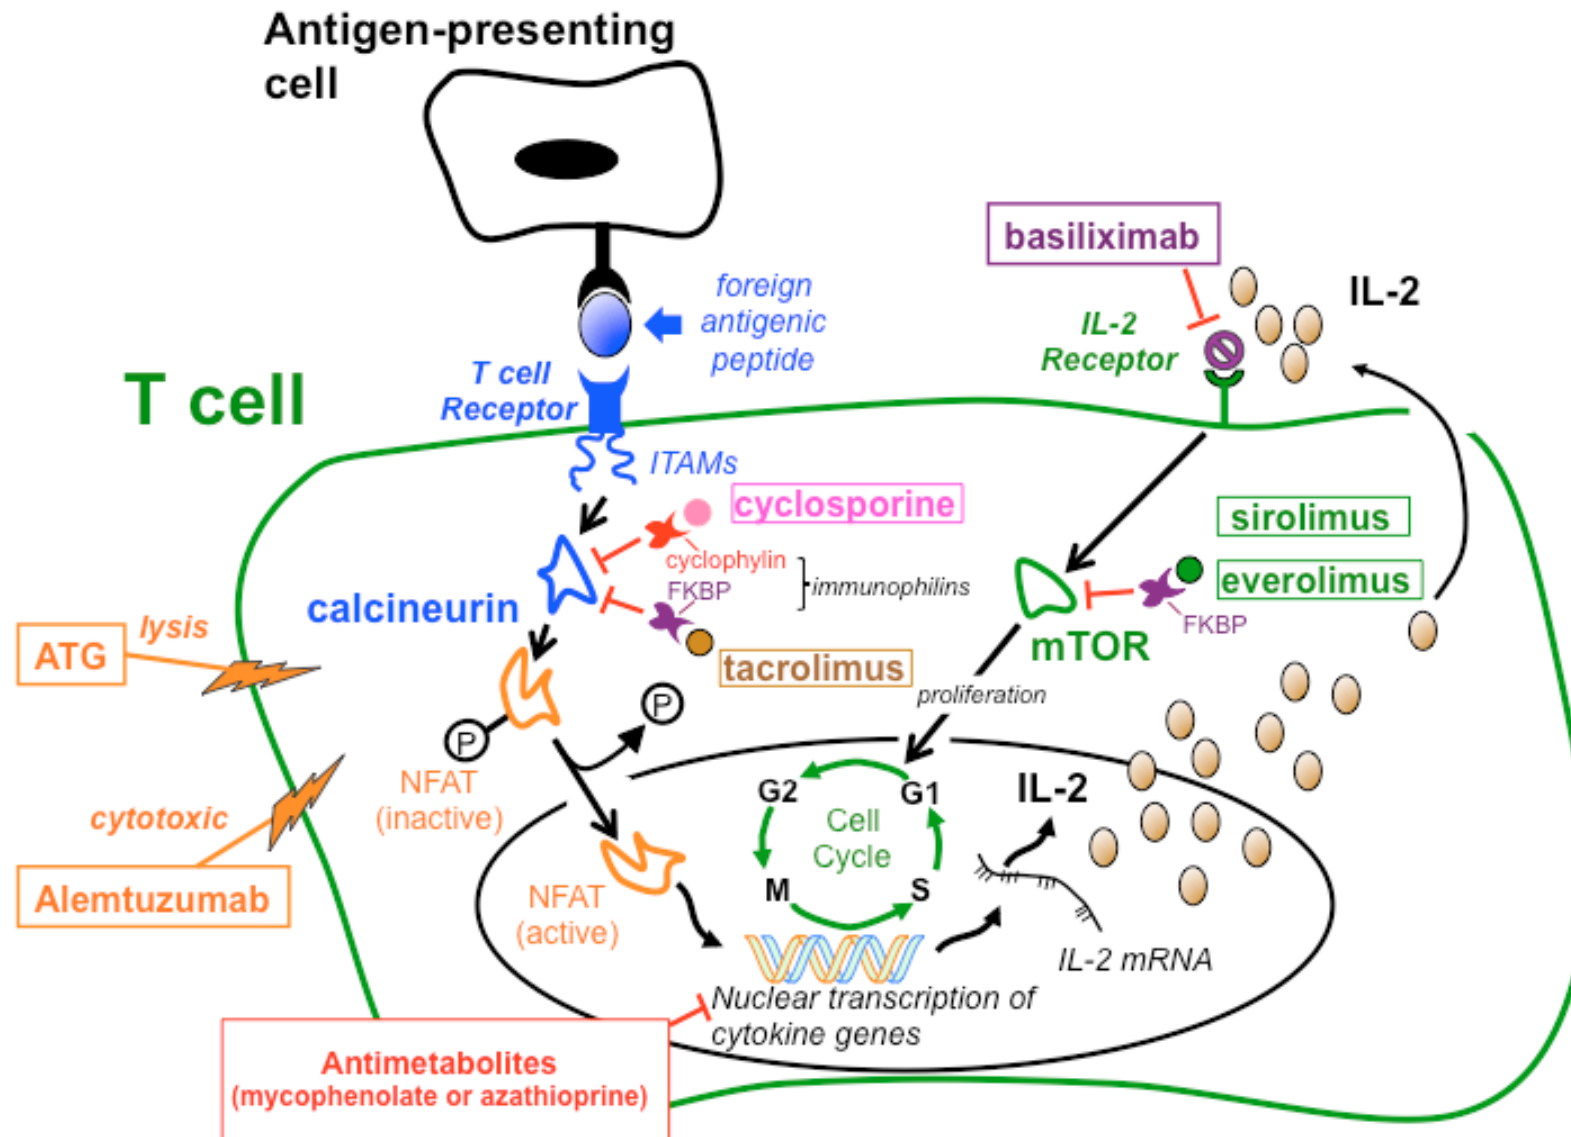 Antigen-presenting
cell
foreign
antigenic
peptide
T cell
Receptor
T cell
ITAMs
basiliximab
IL-2
IL-2
Receptor
cyclosporine
cyclophylin
FKBP
immunophilins
calcineurin
tacrolimus
sirolimus
everolimus
FKBP
mTOR
proliferation
lysis
ATG
cytotoxic
Alemtuzumab
P
P
NFAT
(inactive)
NFAT
(active)
G2
G1
Cell
Cycle
M
S
IL-2
IL-2 mRNA
Nuclear transcription of
cytokine genes
Antimetabolites
(mycophenolate or azathioprine)